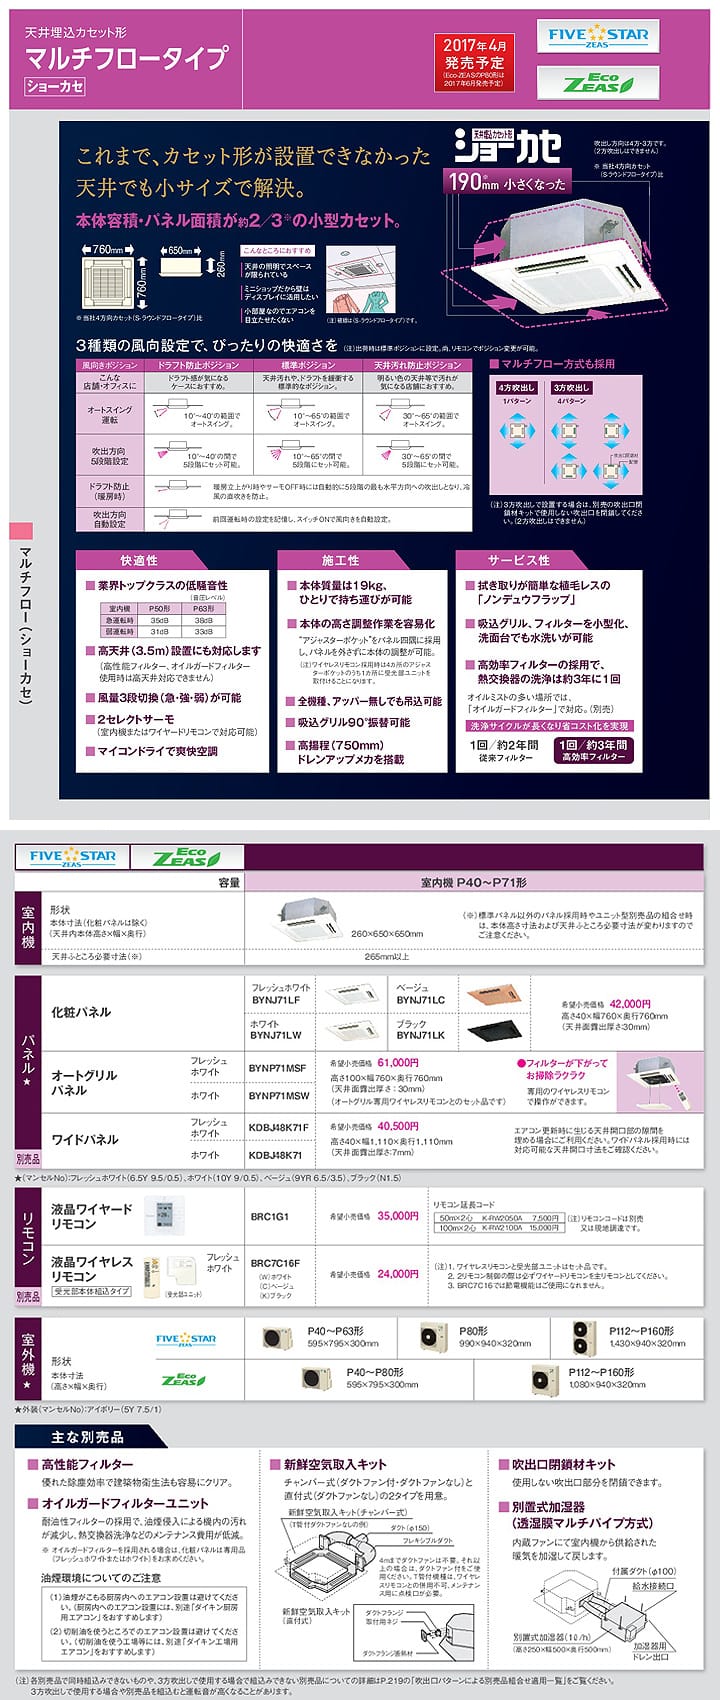 天井埋込カセット形
マルチフロータイプ
ショーカセ
2017年4月
発売予定
(Eco-ZEASのP80形は
2017年6月発売予定)
FIVE STAR
ZEAS
Eco
ZEAS
これまで、カセット形が設置できなかった
天井でも小サイズで解決。
本体容積・パネル面積が約2/3※の小型カセット。
天井埋込カセット形
ショーカセ
190mm 小さくなった
吹出し方向は4方・3方です。
(2方吹出しはできません)
※ 当社4方向カセット
(S-ラウンドフロータイプ)比
760mm
760mm
650mm
260mm
※当社4方向カセット(S-ラウンドフロータイプ)比
こんなところにおすすめ
天井の照明でスペース
が限られている
ミニショップだから壁は
ディスプレイに活用したい
小部屋なのでエアコンを
目立たせたくない
(注)破線は(S-ラウンドフロータイプ)です。
3種類の風向設定で、ぴったりの快適さを (注)出荷時は標準ポジションに設定。尚、リモコンでポジション変更が可能。
風向きポジション ドラフト防止ポジション 標準ポジション 天井汚れ防止ポジション
こんな
店舗・オフィスに
ドラフト感が気になる
ケースにおすすめ。
天井汚れや、ドラフトを緩撃する
標準的なポジション。
明るい色の天井等で汚れが
気になる店舗におすすめ。
オートスイング
運転
10°〜40°の範囲で
オートスイング。
10°〜65°の範囲で
オートスイング。
30°〜65°の範囲で
オートスイング。
吹出方向
5段階設定
10°〜40°の間で
5段階にセット可能。
10°〜65°の間で
5段階にセット可能。
30°〜65°の間で
5段階にセット可能。
ドラフト防止
(暖房時)
暖房立上がり時やサーモOFF時には自動的に5段階の最も水平方向への吹出しとなり、冷
風の直吹きを防止。
吹出方向
自動設定
前回運転時の設定を記憶し、スイッチONで風向きを自動設定。
マルチフロー方式も採用
4方吹出し
1パターン
3方吹出し
4パターン
吹出口閉鎖材
配管
(注)3方吹出しで設置する場合は、別売の吹出口閉
鎖材キットで使用しない吹出口を閉鎖してくださ
い。(2方吹出しはできません)
マルチフロー(ショーカセ)
快適性
業界トップクラスの低騒音性
(音圧レベル)
室内機 P50形 P63形
急運転時 35dB 38dB
弱運転時 31dB 33dB
高天井(3.5m)設置にも対応します
(高性能フィルター、オイルガードフィルター
使用時は高天井対応できません)
風量3段切換(急・強・弱)が可能
2セレクトサーモ
(室内機またはワイヤードリモコンで対応可能)
マイコンドライで爽快空調
施工性
本体質量は19kg、
ひとりで持ち運びが可能
本体の高さ調整作業を容易化
“アジャスターポケット”をパネル四隅に採用
し、パネルを外さずに本体の調整が可能。
(注)ワイヤレスリモコン採用時は4カ所のアジャス
ターポケットのうち1カ所に受光部ユニットを
取付けることになります。
全機種、アッパー無しでも吊込可能
吸込グリル90°振替可能
高揚程(750mm)
ドレンアップメカを搭載
サービス性
拭き取りが簡単な植毛レスの
「ノンデュウフラップ」
吸込グリル、フィルターを小型化、
洗面台でも水洗いが可能
高効率フィルターの採用で、
熱交換器の洗浄は約3年に1回
オイルミストの多い場所では、
「オイルガードフィルター」で対応。(別売)
洗浄サイクルが長くなり省コスト化を実現
1回/約2年間
従来フィルター
1回/約3年間
高効率フィルター
FIVE STAR
ZEAS
Eco
ZEAS
容量 室内機 P40〜P71形
室内機
形状
本体寸法(化粧パネルは除く)
(天井内本体高さ×幅×奥行)
260×650×650mm
(※)標準パネル以外のパネル採用時やユニット型別売品の組合せ時
は、本体高さ寸法および天井ふところ必要寸法が変わりますので
ご注意ください。
天井ふところ必要寸法(※) 265mm以上
パネル★
別売品
化粧パネル
フレッシュホワイト
BYNJ71LF
ベージュ
BYNJ71LC
ホワイト
BYNJ71LW
ブラック
BYNJ71LK
希望小売価格 42,000円
高さ40×幅760×奥行760mm
(天井面露出厚さ30mm)
オートグリル
パネル
フレッシュ
ホワイト
BYNP71MSF
ホワイト
BYNP71MSW
希望小売価格 61,000円
高さ100×幅760×奥行760mm
(天井面露出厚さ:30mm)
(オートグリル専用ワイヤレスリモコンとのセット品です)
●フィルターが下がって
お掃除ラクラク
専用のワイヤレスリモコン
で操作ができます。
ワイドパネル
フレッシュ
ホワイト
KDBJ48K71F
ホワイト
KDBJ48K71
希望小売価格 40,500円
高さ40×幅1,110×奥行1,110mm
(天井面露出厚さ:7mm)
エアコン更新時に生じる天井開口部の隙間を
埋める場合にご利用ください。ワイドパネル採用時には
対応可能な天井開口寸法をご確認ください。
★(マンセルNo):フレッシュホワイト(6.5Y 9.5/0.5)、ホワイト(10Y 9/0.5)、ベージュ(9YR 6.5/3.5)、ブラック(N1.5)
リモコン
別売品
液晶ワイヤード
リモコン
BRC1G1
希望小売価格 35,000円
リモコン延長コード
50m×2心 K-RW2050A 7,500円
100m×2心 K-RW2100A 15,000円
(注)リモコンコードは別売
又は現地調達です。
液晶ワイヤレス
リモコン
受光部本体組込タイプ
(受光部ユニット)
フレッシュ
ホワイト
BRC7C16F
(W)ホワイト
(C)ベージュ
(K)ブラック
希望小売価格 24,000円
(注)1. ワイヤレスリモコンと受光部ユニットはセット品です。
2. 2リモコン制御の際は必ずワイヤードリモコンを主リモコンとしてください。
3. BRC7C16では節電機能はご使用になれません。
室外機★
形状
本体寸法
(高さ×幅×奥行)
FIVE STAR
ZEAS
P40〜P63形
595×795×300mm
P80形
990×940×320mm
P112〜P160形
1,430×940×320mm
Eco
ZEAS
P40〜P80形
595×795×300mm
P112〜P160形
1,080×940×320mm
★外装(マンセルNo):アイボリー(5Y 7.5/1)
主な別売品
高性能フィルター
優れた除塵効率で建築物衛生法も容易にクリア。
オイルガードフィルターユニット
耐油性フィルターの採用で、油煙侵入による機内の汚れ
が減少し、熱交換器洗浄などのメンテナンス費用が低減。
※ オイルガードフィルターを採用される場合は、化粧パネルは専用品
(フレッシュホワイトまたはホワイト)をお求めください。
油煙環境についてのご注意
(1)油煙がこもる厨房内へのエアコン設置は避けてくださ
い。(厨房内へのエアコン設置には、別途「ダイキン厨房
用エアコン」をおすすめします)
(2)切削油を使うところでのエアコン設置は避けてくださ
い。(切削油を使う工場等には、別途「ダイキン工場用
エアコン」をおすすめします)
新鮮空気取入キット
チャンバー式(ダクトファン付・ダクトファンなし)と
直付式(ダクトファンなし)の2タイプを用意。
新鮮空気取入キット(チャンバー式)
(T管付ダクトファンなしの例)
ダクト(φ150)
フレキシブルダクト
4mまでダクトファンは不要、それ以
上の場合は、ダクトファン付をご使
用ください。T管付機種は、ワイヤレ
スリモコンとの併用不可。メンテナン
ス用に点検口が必要。
新鮮空気取入キット
(直付式)
ダクトフランジ
取付用ネジ
ダクトフランジ断熱材
吹出口閉鎖材キット
使用しない吹出口部分を閉鎖できます。
別置式加湿器
(透湿膜マルチパイプ方式)
内蔵ファンにて室内機から供給された
暖気を加湿して戻します。
付属ダクト(φ100)
給水接続口
別置式加湿器(1ℓ/h)
(高さ250×幅500×奥行500mm)
加湿器用
ドレン出口
(注)各別売品で同時組込みできないものや、3方吹出しで使用する場合で組込みできない別売品についての詳細はP.219の「吹出口パターンによる別売品組合せ適用一覧」をご覧ください。
3方吹出しで使用する場合や別売品を組込むと運転音が高くなることがあります。